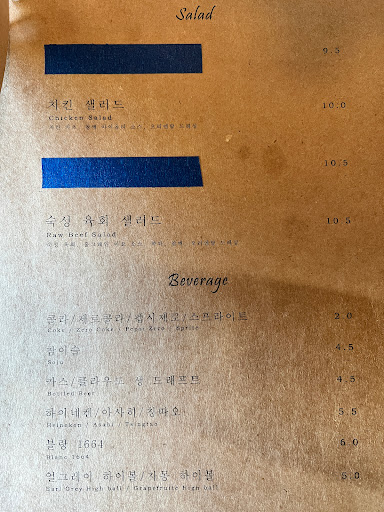 Salad
9.5
치킨 샐러드 10.0
Chicken Salad
10.5
숙성 육회 샐러드 10.5
Raw Beef Salad
Beverage
콜라/제로콜라/펩시제로/스프라이트 2.0
Coke / Zero Coke / Pepsi Zero / Sprite
참이슬 4.5
Soju
카스/클라우드 생 드래프트 4.5
Bottled Beer
하이네켄/아사히/칭따오 5.5
Heineken / Asahi / Tsingtao
블랑 1664 6.0
Blanc 1664
얼그레이 하이볼/자몽 하이볼 6.0
Earl Grey High ball / Grapefruite high ball